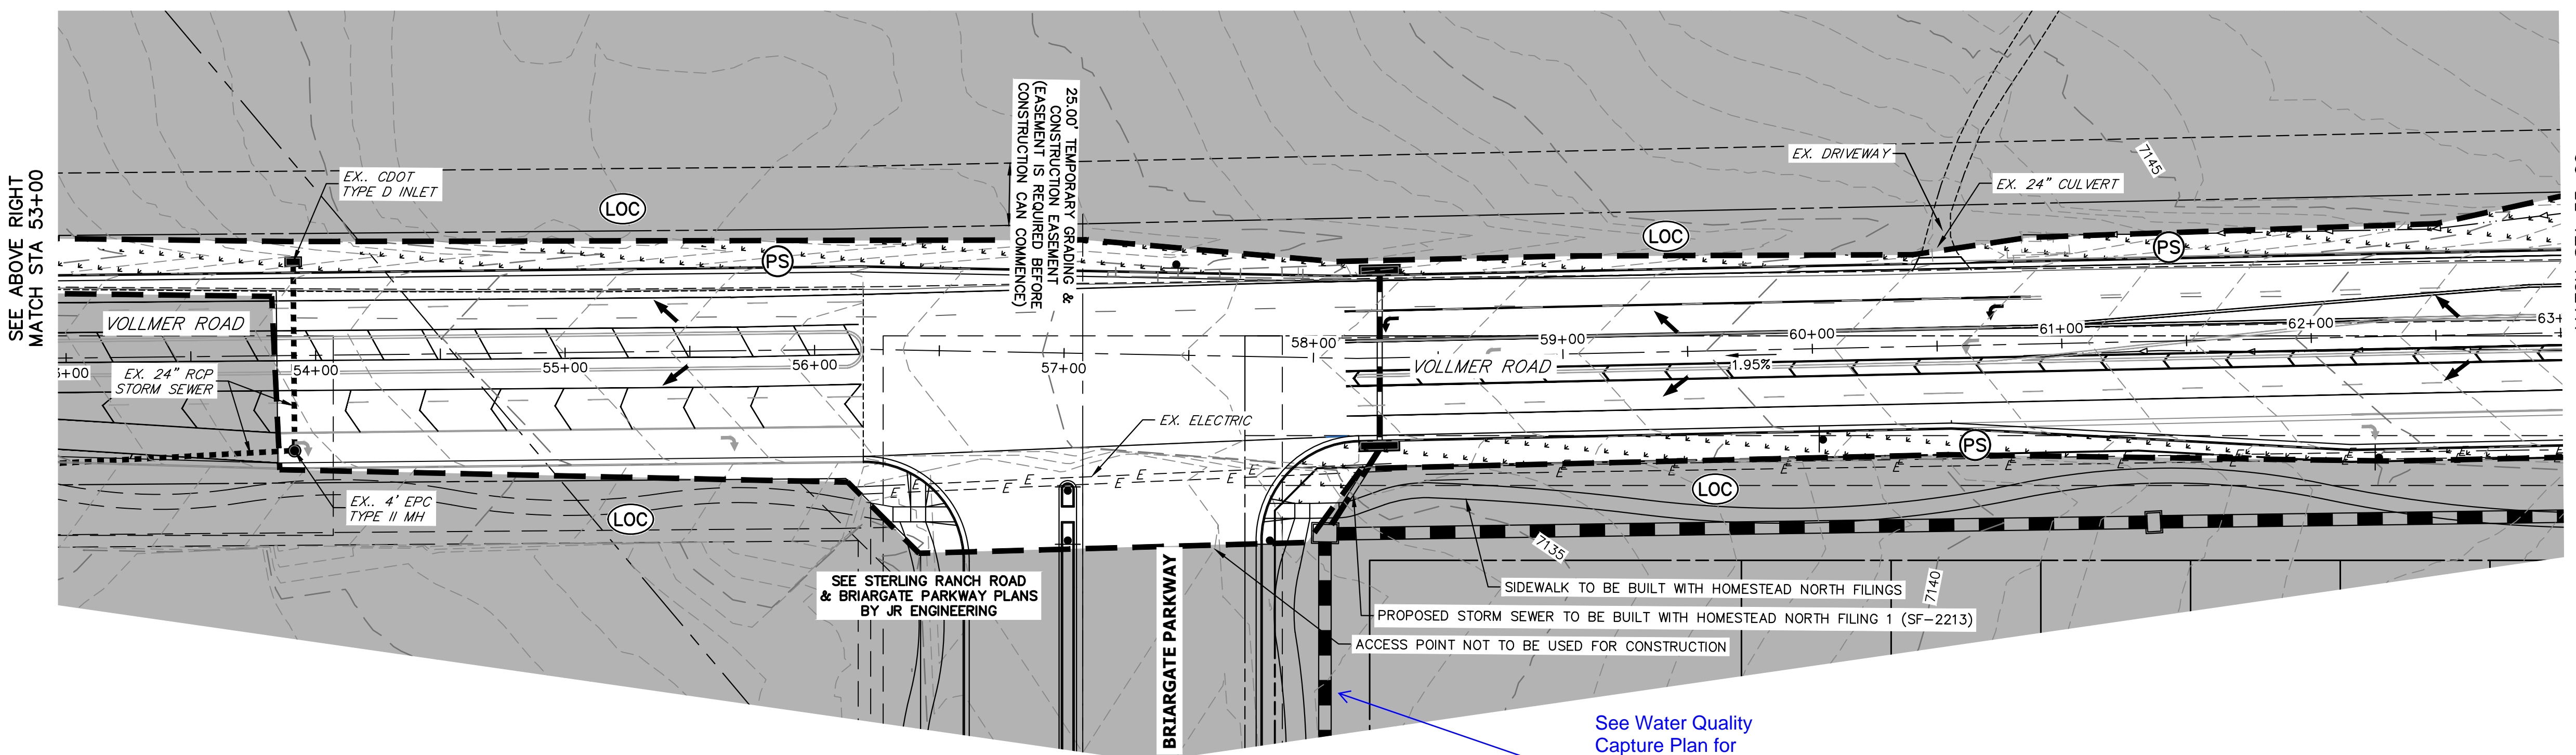 SEE ABOVE RIGHT
MATCH STA 53+00
EX.. CDOT
TYPE D INLET
LOC
PS
25.00' TEMPORARY GRADING &
CONSTRUCTION EASEMENT
(EASEMENT IS REQUIRED BEFORE
CONSTRUCTION CAN COMMENCE)
EX. DRIVEWAY
EX. 24" CULVERT
7145
LOC
PS
VOLLMER ROAD
EX. 24" RCP
STORM SEWER
54+00
55+00
56+00
57+00
58+00
59+00
60+00
61+00
62+00
63+
VOLLMER ROAD
1.95%
EX. ELECTRIC
E E E E E E E E E E E
PS
LOC
EX.. 4' EPC
TYPE II MH
LOC
SEE STERLING RANCH ROAD
& BRIARGATE PARKWAY PLANS
BY JR ENGINEERING
BRIARGATE PARKWAY
7135
7140
SIDEWALK TO BE BUILT WITH HOMESTEAD NORTH FILINGS
PROPOSED STORM SEWER TO BE BUILT WITH HOMESTEAD NORTH FILING 1 (SF-2213)
ACCESS POINT NOT TO BE USED FOR CONSTRUCTION
See Water Quality
Capture Plan for